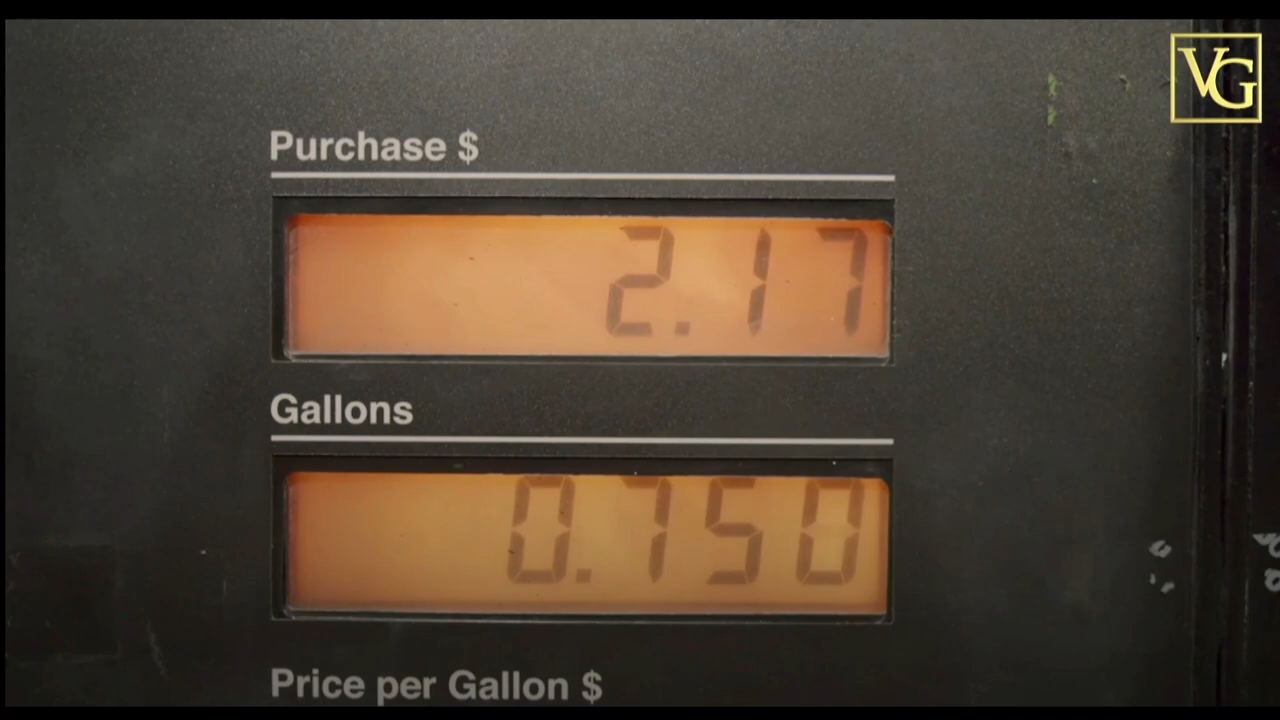 VG
Purchase $
2.17
Gallons
0.750
Price per Gallon $